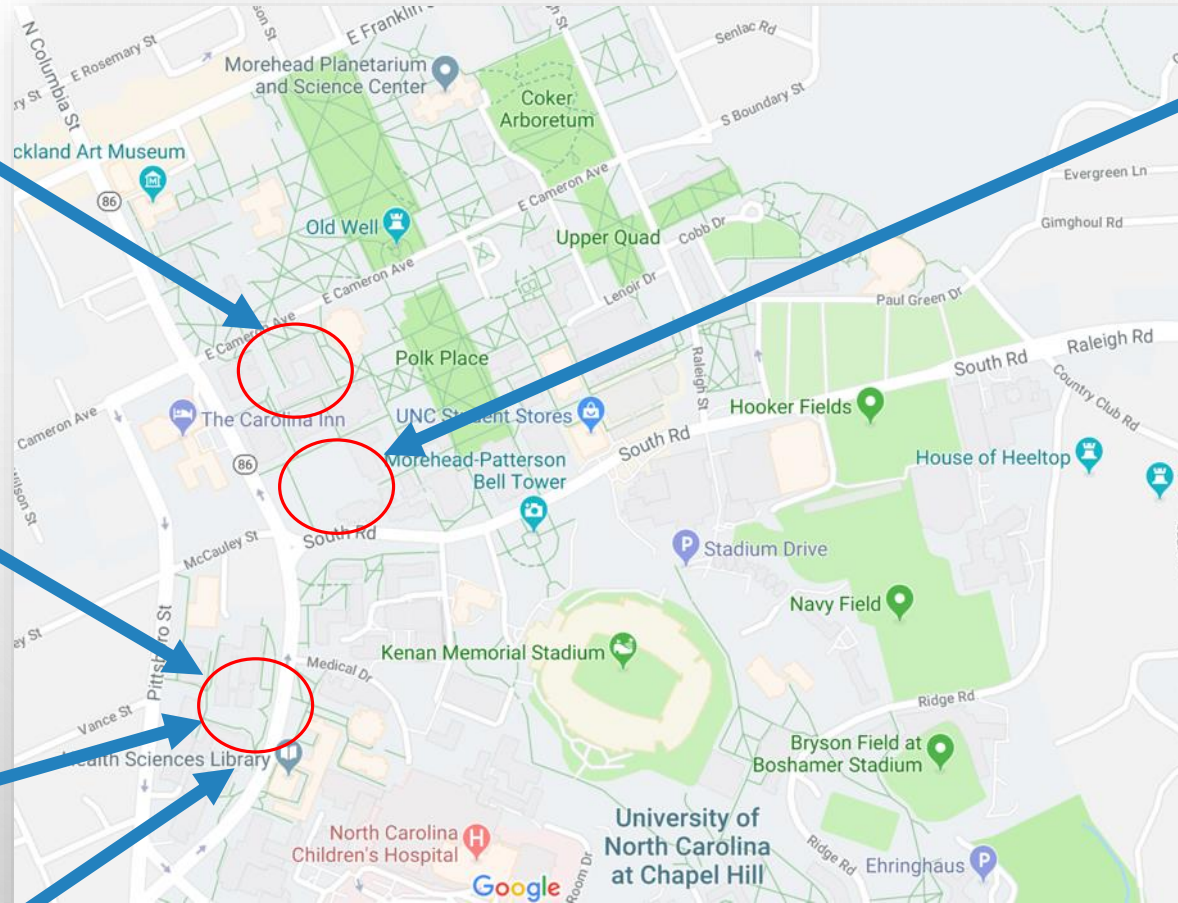 N Columbia St
E Rosemary St
E Franklin
Senlac Rd
Morehead Planetarium
and Science Center
Coker
Arboretum
S Boundary St
ckland Art Museum
86
E Cameron Ave
Evergreen Ln
Gimghoul Rd
Old Well
Upper Quad
Cobb Dr
E Cameron Ave
Lenoir Dr
Paul Green Dr
E Cameron Ave
Polk Place
Raleigh St
South Rd
Raleigh Rd
Country Club Rd
Cameron Ave
The Carolina Inn
UNC Student Stores
Hooker Fields
South Rd
86
Morehead-Patterson
Bell Tower
House of Heeltop
McCauley St
South Rd
Stadium Drive
Navy Field
Pittsboro St
Kenan Memorial Stadium
Medical Dr
Ridge Rd
Vance St
Health Sciences Library
Bryson Field at
Boshamer Stadium
University of
North Carolina
at Chapel Hill
North Carolina
Children's Hospital
H
Ridge Rd
Ehringhaus
P
Google
Room Dr